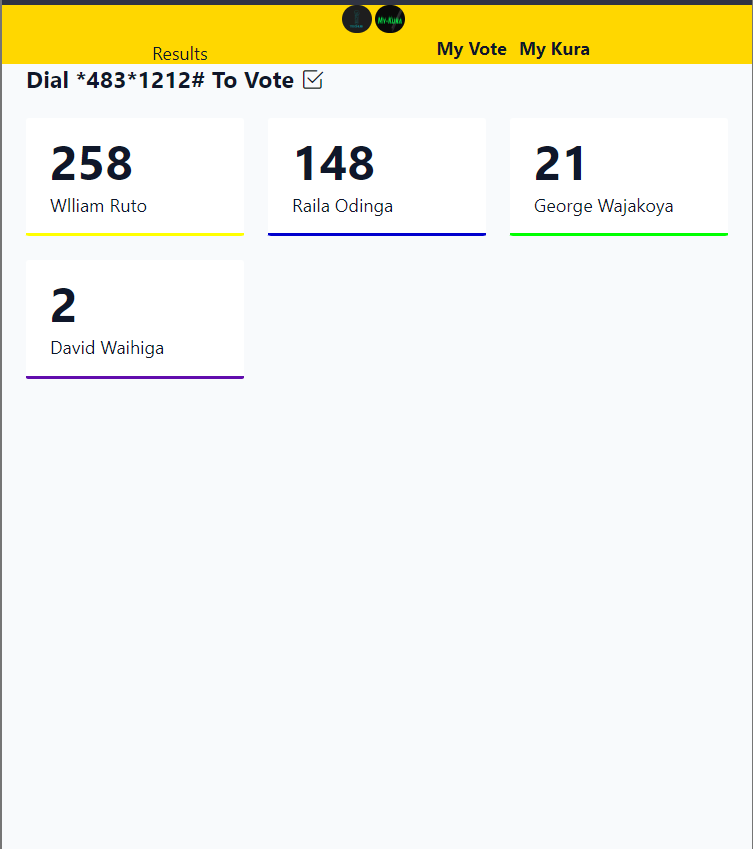 My-Kura
Results My Vote My Kura
Dial *483*1212# To Vote
258
Wlliam Ruto
148
Raila Odinga
21
George Wajakoya
2
David Waihiga